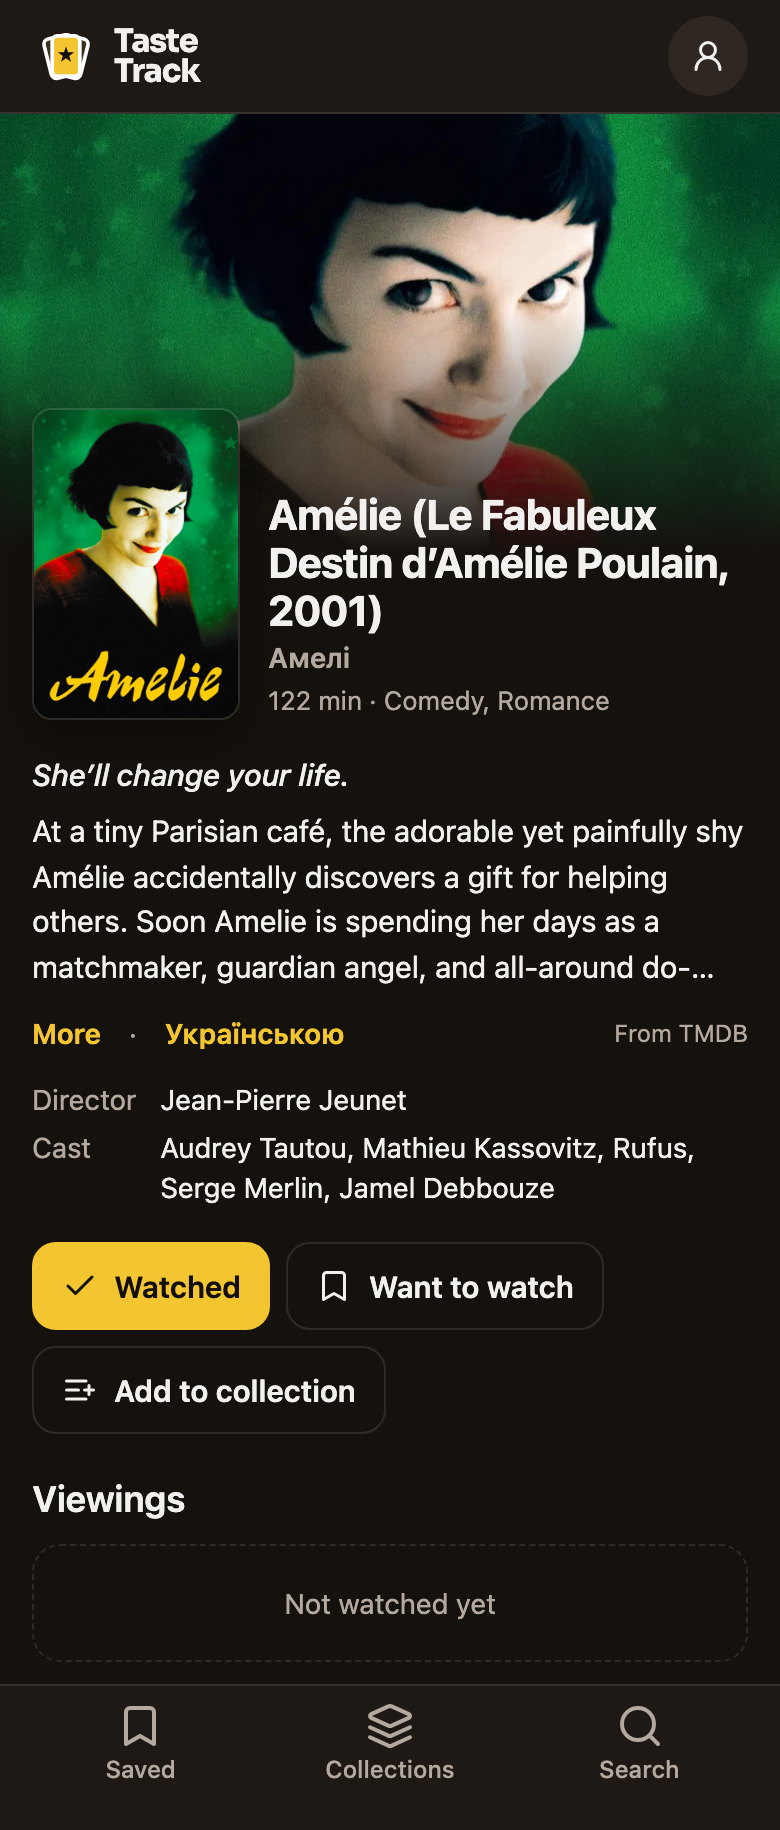 Taste
Track
Amelie
Amélie (Le Fabuleux
Destin d’Amélie Poulain,
2001)
Амелі
122 min · Comedy, Romance
She’ll change your life.
At a tiny Parisian café, the adorable yet painfully shy
Amélie accidentally discovers a gift for helping
others. Soon Amelie is spending her days as a
matchmaker, guardian angel, and all-around do-...
More · Українською From TMDB
Director Jean-Pierre Jeunet
Cast Audrey Tautou, Mathieu Kassovitz, Rufus,
Serge Merlin, Jamel Debbouze
Watched Want to watch
Add to collection
Viewings
Not watched yet
Saved Collections Search